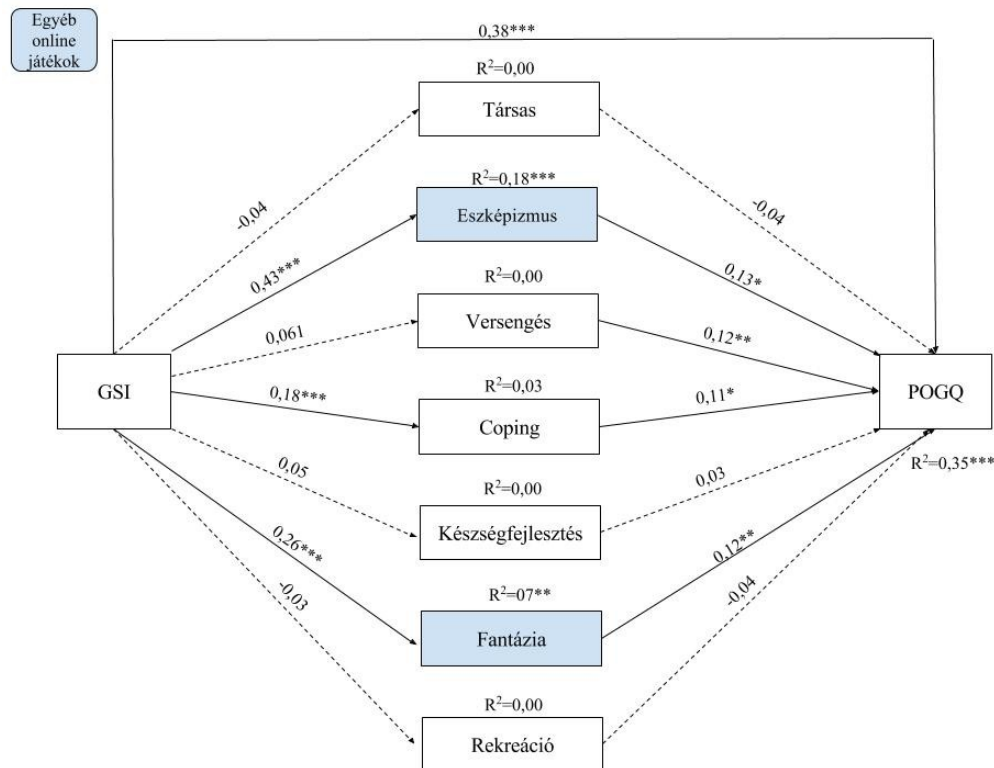 Egyéb
online
játékok
0,38***
R²=0,00
Társas
-0,04
-0,04
R²=0,18***
Eszképizmus
0,43***
0,13*
R²=0,00
Versengés
0,061
0,12**
GSI
R²=0,03
Coping
0,18***
0,11*
POGQ
R²=0,35***
R²=0,00
Készségfejlesztés
0,05
0,03
R²=07**
Fantázia
0,26***
0,12**
R²=0,00
Rekreáció
-0,03
-0,04